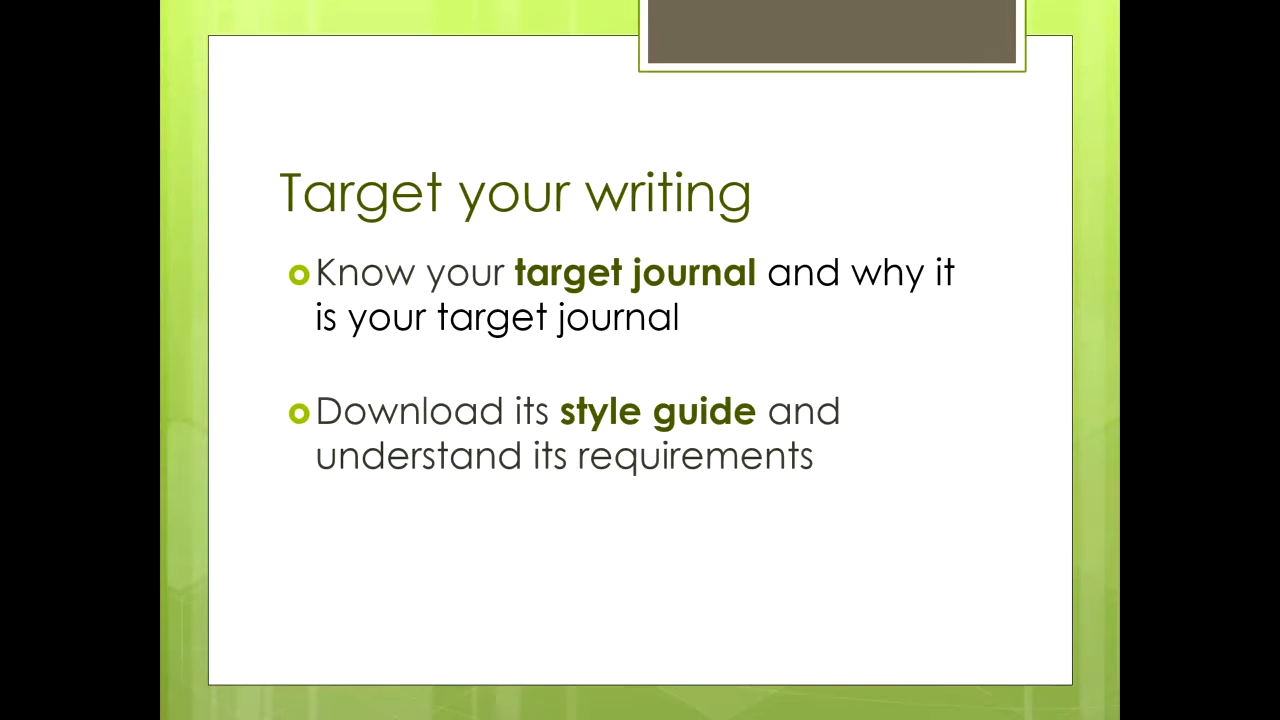 Target your writing
Know your target journal and why it
is your target journal
Download its style guide and
understand its requirements